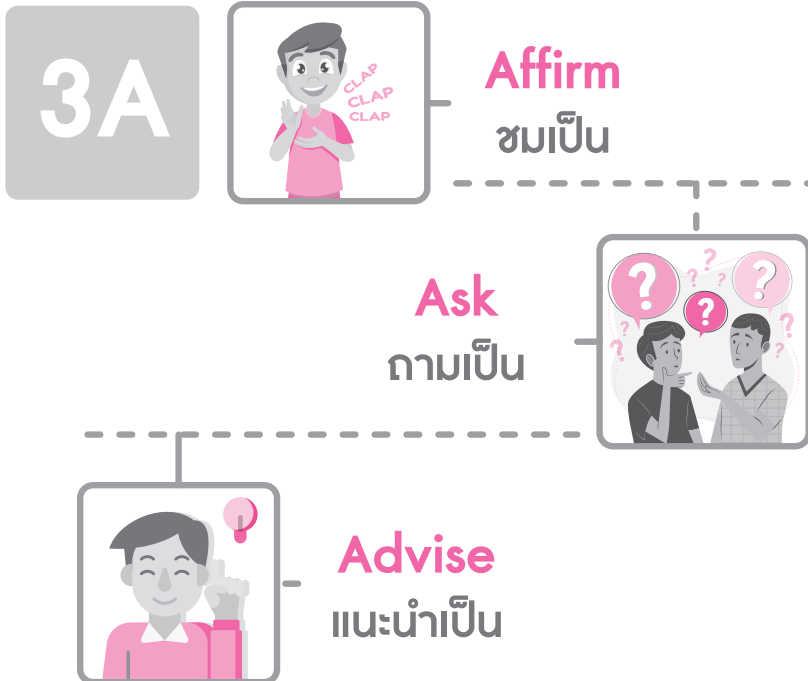 3A
CLAP
CLAP
CLAP
Affirm
ชมเป็น
? ? ? ? ? ? ? ? ?
Ask
ถามเป็น
Advise
แนะนำเป็น